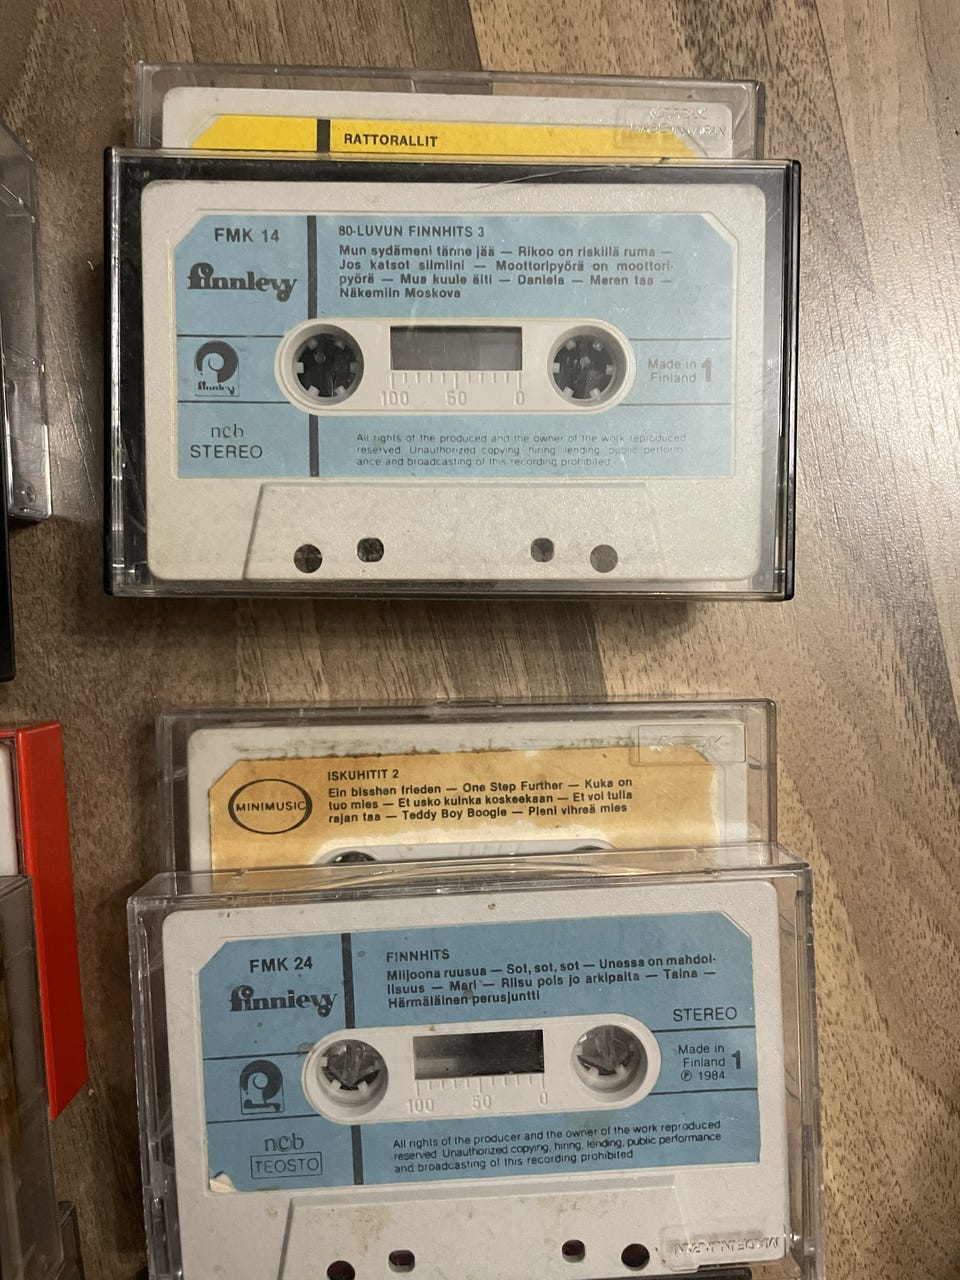 RATTORALLIT
FMK 14
finnlevy
80-LUVUN FINNHITS 3
Mun sydämeni tänne jää — Rikoo on riskillä ruma —
Jos katsot silmiini — Moottoripyörä on moottori-
pyörä — Mua kuule äiti — Daniela — Meren taa —
Näkemiin Moskova
finnlevy
100 50 0
Made in
Finland 1
ncb
STEREO
All rights of the produced and the owner of the work reproduced
reserved Unauthorized copying hiring lending public perform
ance and broadcasting of this recording prohibited
MINIMUSIC
ISKUHITIT 2
Ein bisshen frieden — One Step Further — Kuka on
tuo mies — Et usko kuinka koskeekaan — Et voi tulla
rajan taa — Teddy Boy Boogie — Pieni vihreä mies
FMK 24
finnlevy
FINNHITS
Miljoona ruusua — Sot, sot, sot — Unessa on mahdol-
lisuus — Mari — Riisu pois jo arkipaita — Taina —
Härmäläinen perusjuntti
STEREO
100 50 0
Made in
Finland 1
℗ 1984
ncb
TEOSTO
All rights of the producer and the owner of the work reproduced
reserved Unauthorized copying, hiring, lending, public performance
and broadcasting of this recording prohibited